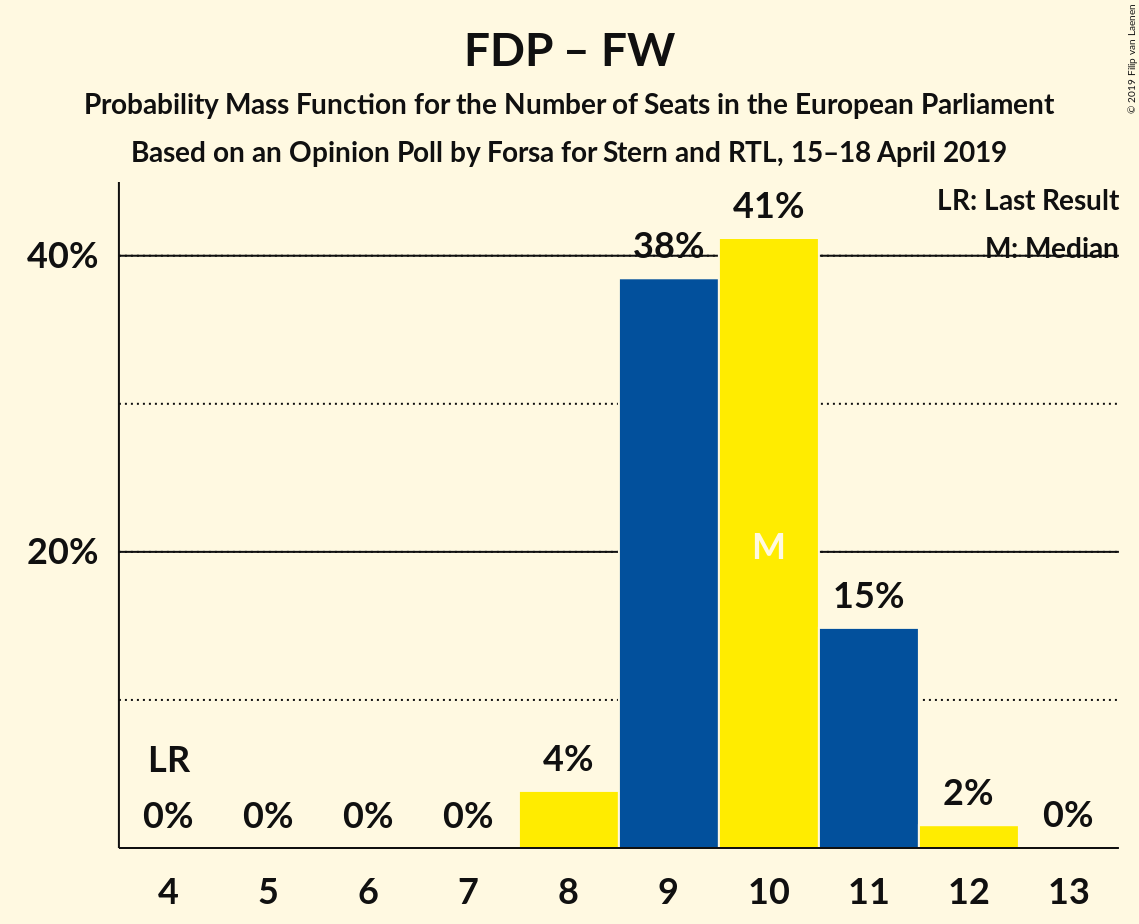 FDP – FW
Probability Mass Function for the Number of Seats in the European Parliament
Based on an Opinion Poll by Forsa for Stern and RTL, 15–18 April 2019
© 2019 Filip van Laenen
LR: Last Result
M: Median
40%
20%
LR
0%
0%
0%
0%
4%
38%
41%
M
15%
2%
0%
4 5 6 7 8 9 10 11 12 13